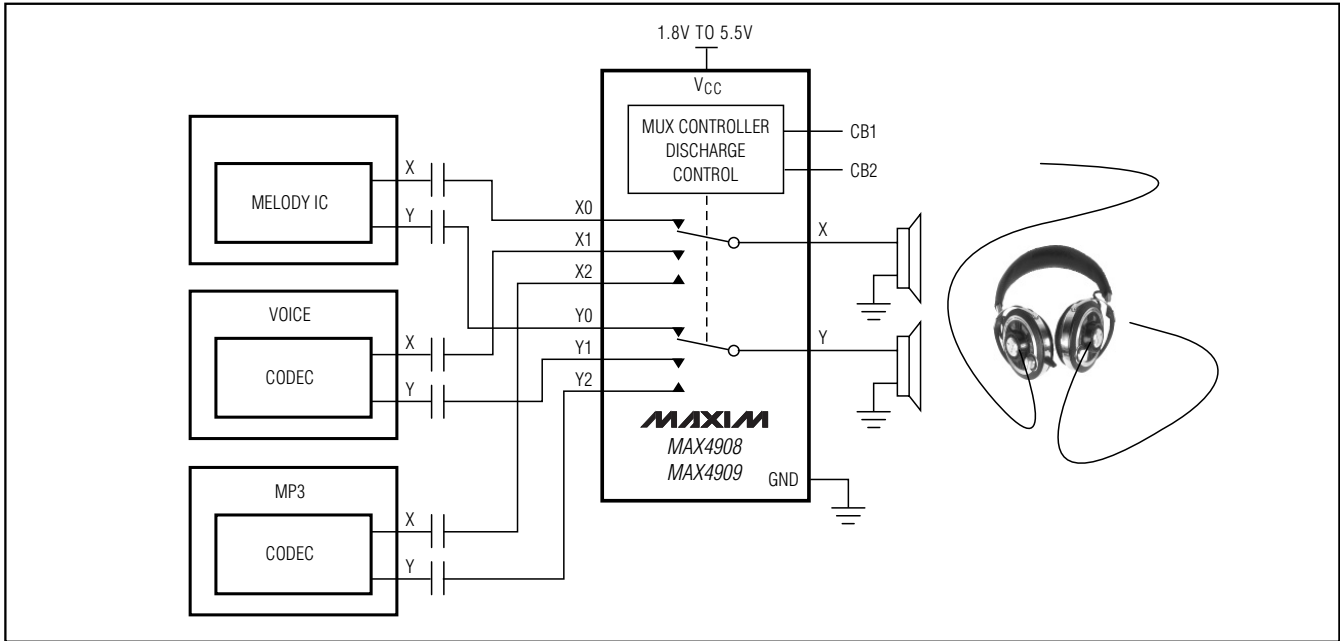 1.8V TO 5.5V
VCC
MUX CONTROLLER
DISCHARGE
CONTROL
CB1
CB2
MELODY IC
X
Y
VOICE
CODEC
X
Y
MP3
CODEC
X
Y
X0
X1
X2
Y0
Y1
Y2
X
Y
MAXIM
MAX4908
MAX4909
GND